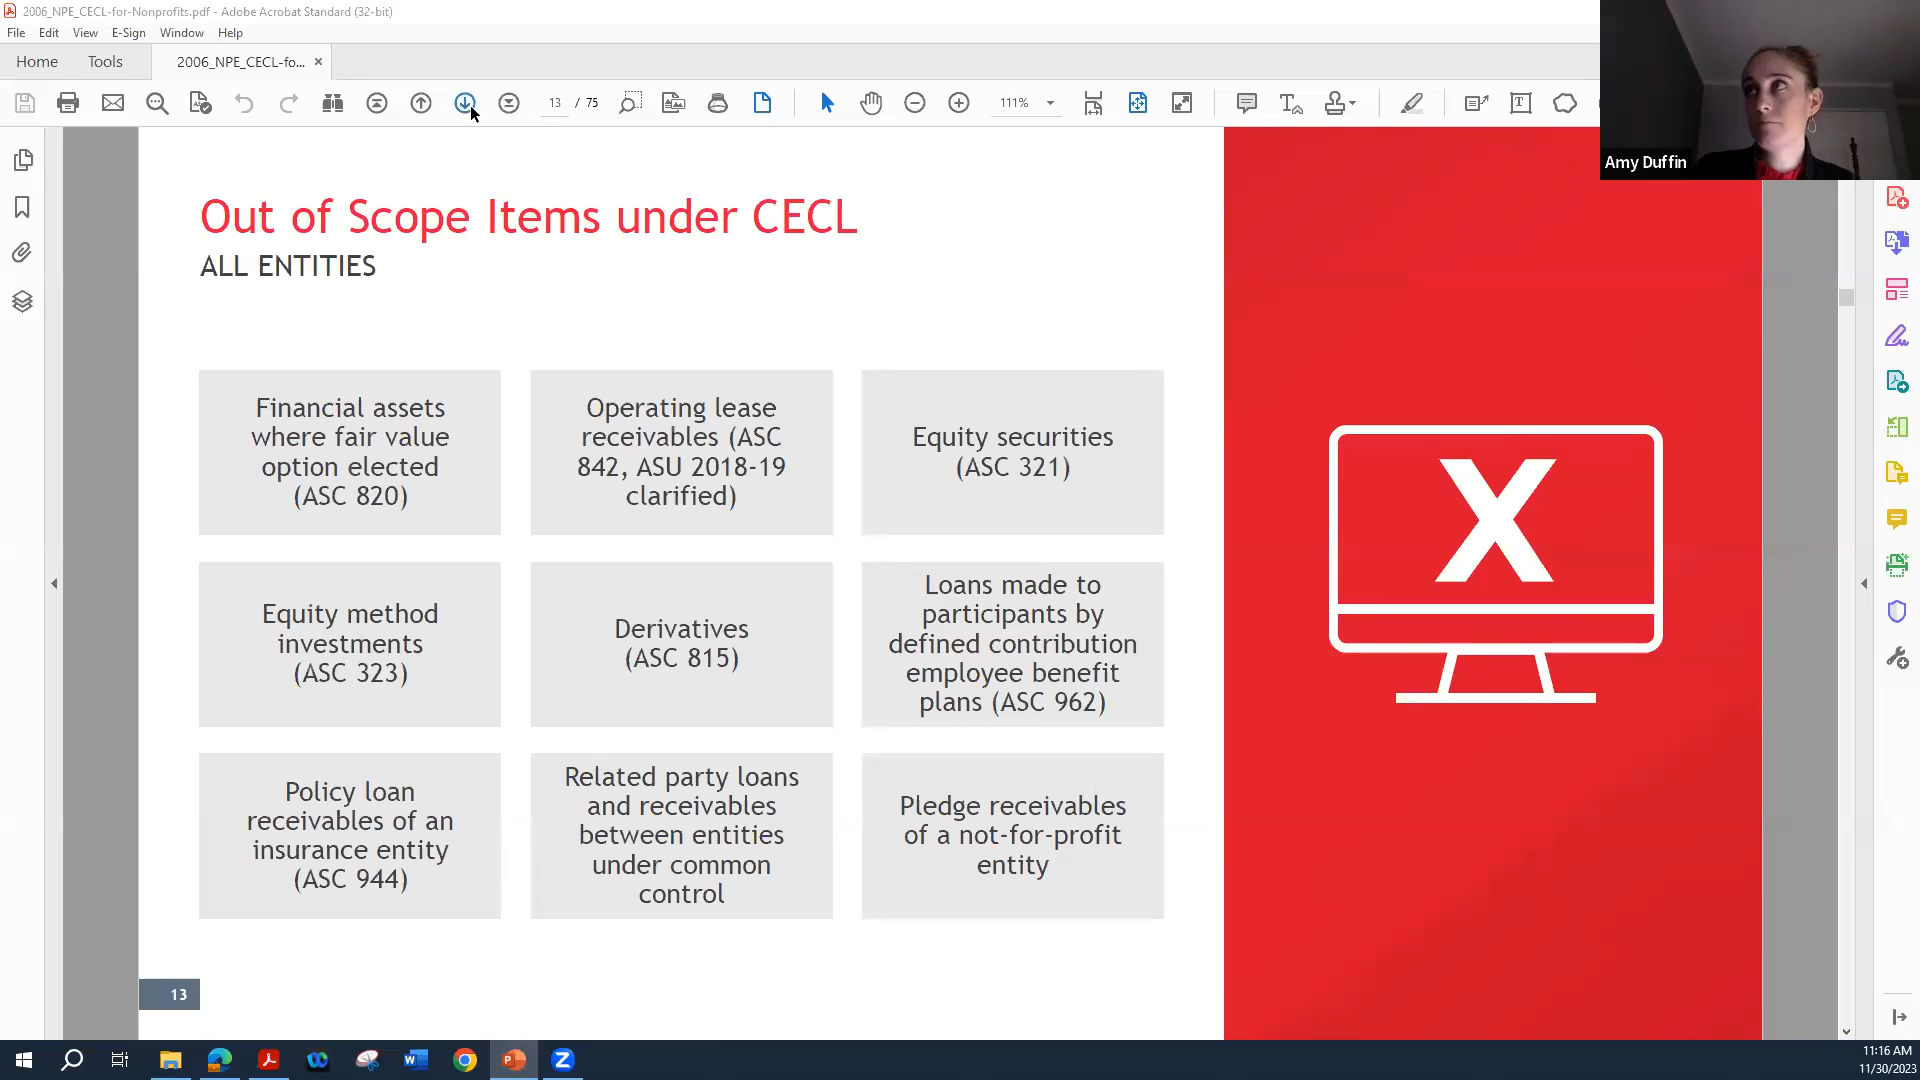 2006_NPE_CECL-for-Nonprofits.pdf - Adobe Acrobat Standard (32-bit)
File Edit View E-Sign Window Help
Home Tools 2006_NPE_CECL-fo... ×
13 / 75 111%
Amy Duffin
Out of Scope Items under CECL
ALL ENTITIES
Financial assets
where fair value
option elected
(ASC 820)
Operating lease
receivables (ASC
842, ASU 2018-19
clarified)
Equity securities
(ASC 321)
Equity method
investments
(ASC 323)
Derivatives
(ASC 815)
Loans made to
participants by
defined contribution
employee benefit
plans (ASC 962)
Policy loan
receivables of an
insurance entity
(ASC 944)
Related party loans
and receivables
between entities
under common
control
Pledge receivables
of a not-for-profit
entity
X
13
11:16 AM
11/30/2023